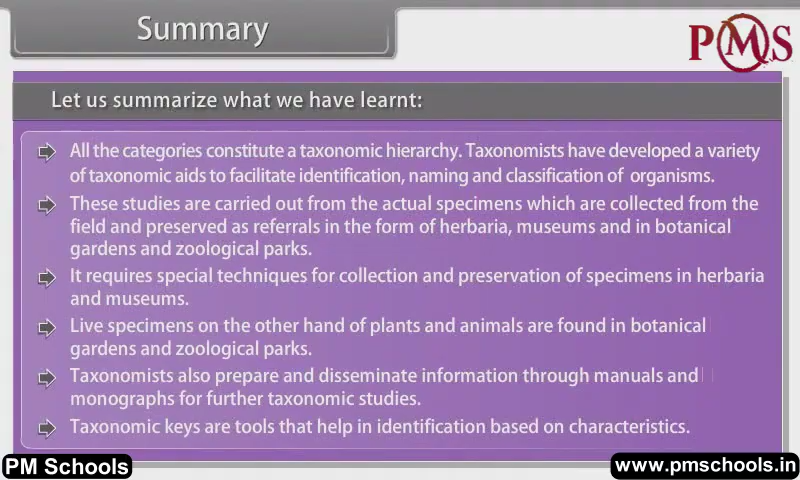 Summary
PMS
Let us summarize what we have learnt:
All the categories constitute a taxonomic hierarchy. Taxonomists have developed a variety
of taxonomic aids to facilitate identification, naming and classification of organisms.
These studies are carried out from the actual specimens which are collected from the
field and preserved as referrals in the form of herbaria, museums and in botanical
gardens and zoological parks.
It requires special techniques for collection and preservation of specimens in herbaria
and museums.
Live specimens on the other hand of plants and animals are found in botanical
gardens and zoological parks.
Taxonomists also prepare and disseminate information through manuals and
monographs for further taxonomic studies.
Taxonomic keys are tools that help in identification based on characteristics.
PM Schools
www.pmschools.in